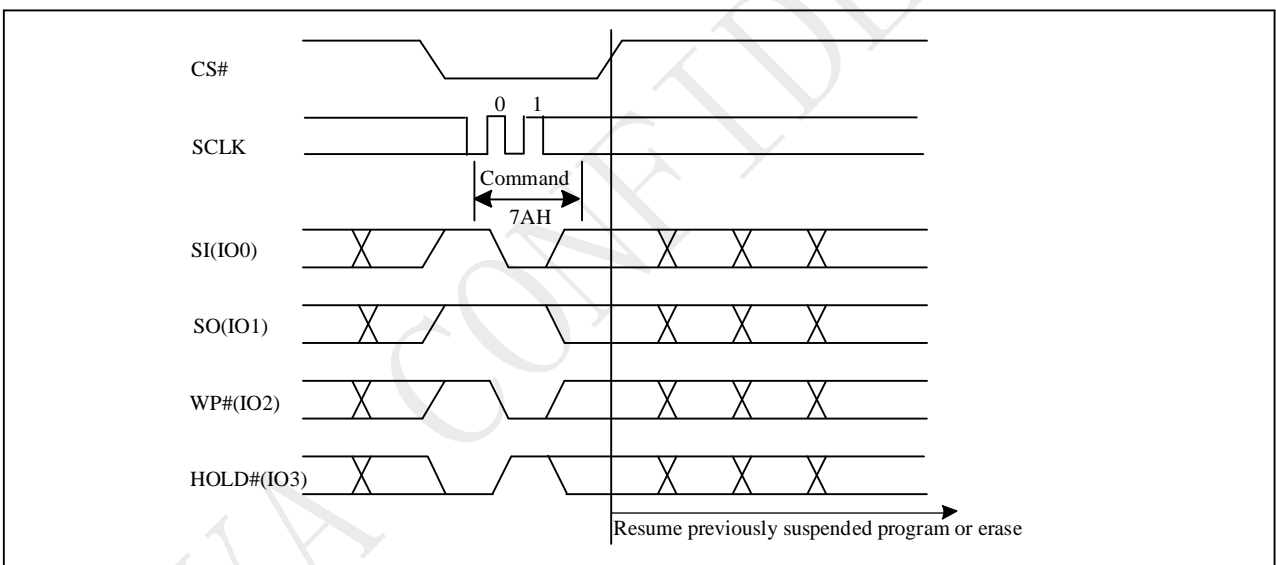 CS#
0 1
SCLK
Command
7AH
SI(IO0)
SO(IO1)
WP#(IO2)
HOLD#(IO3)
Resume previously suspended program or erase